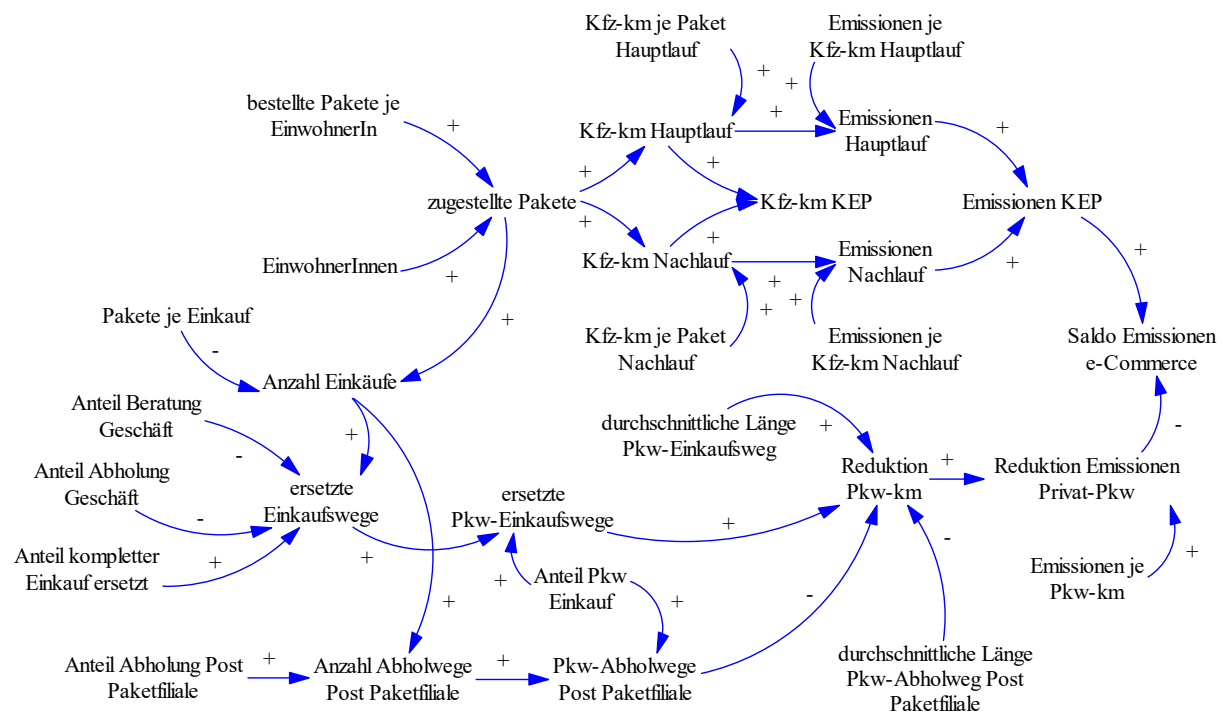 Kfz-km je Paket
Hauptlauf
Emissionen je
Kfz-km Hauptlauf
+
+
bestellte Pakete je
EinwohnerIn
+
Kfz-km Hauptlauf
+
Emissionen
Hauptlauf
+
+
+
zugestellte Pakete
Kfz-km KEP
Emissionen KEP
+
+
EinwohnerInnen
+
Kfz-km Nachlauf
Emissionen
Nachlauf
+
+
+
+
+
Pakete je Einkauf
-
+
Kfz-km je Paket
Nachlauf
Emissionen je
Kfz-km Nachlauf
Saldo Emissionen
e-Commerce
Anzahl Einkäufe
Anteil Beratung
Geschäft
-
+
durchschnittliche Länge
Pkw-Einkaufsweg
+
-
Anteil Abholung
Geschäft
-
ersetzte
Einkaufswege
ersetzte
Pkw-Einkaufswege
Reduktion
Pkw-km
+
Reduktion Emissionen
Privat-Pkw
Anteil kompletter
Einkauf ersetzt
+
+
+
-
+
+
Anteil Pkw
Einkauf
+
-
Emissionen je
Pkw-km
+
Anteil Abholung Post
Paketfiliale
+
Anzahl Abholwege
Post Paketfiliale
+
Pkw-Abholwege
Post Paketfiliale
durchschnittliche Länge
Pkw-Abholweg Post
Paketfiliale